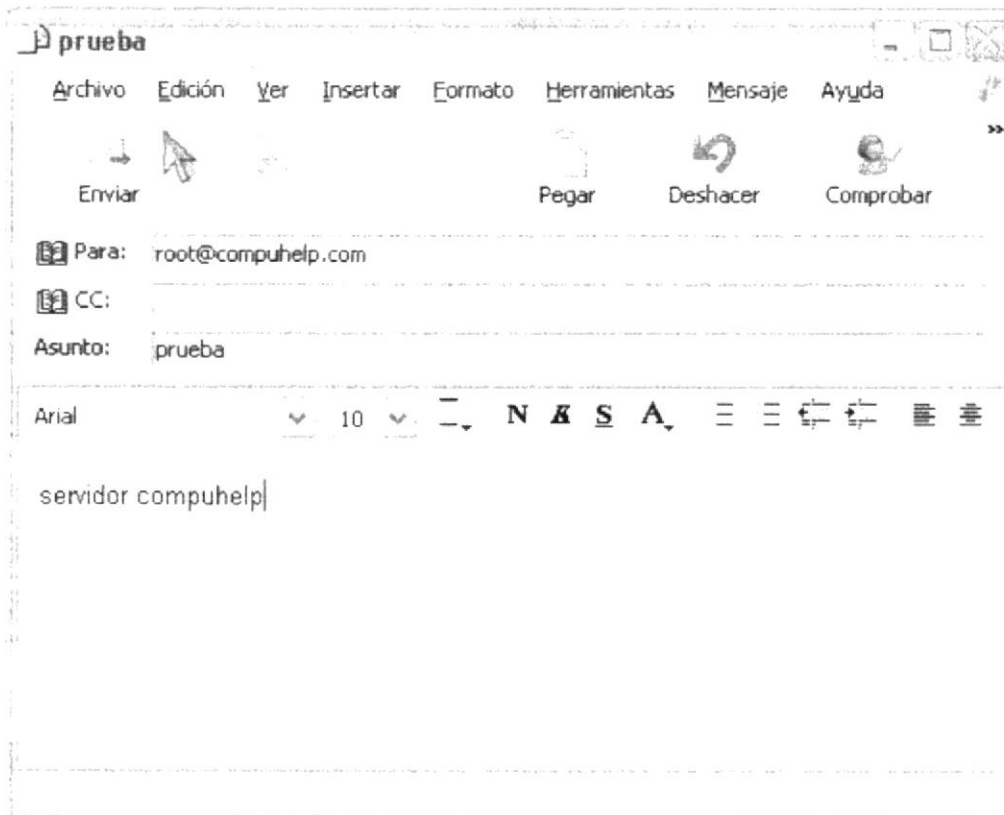 prueba
Archivo Edición Ver Insertar Formato Herramientas Mensaje Ayuda
»
Enviar Pegar Deshacer Comprobar
Para: root@compuhelp.com
CC:
Asunto: prueba
Arial 10 N K S A
servidor compuhelp